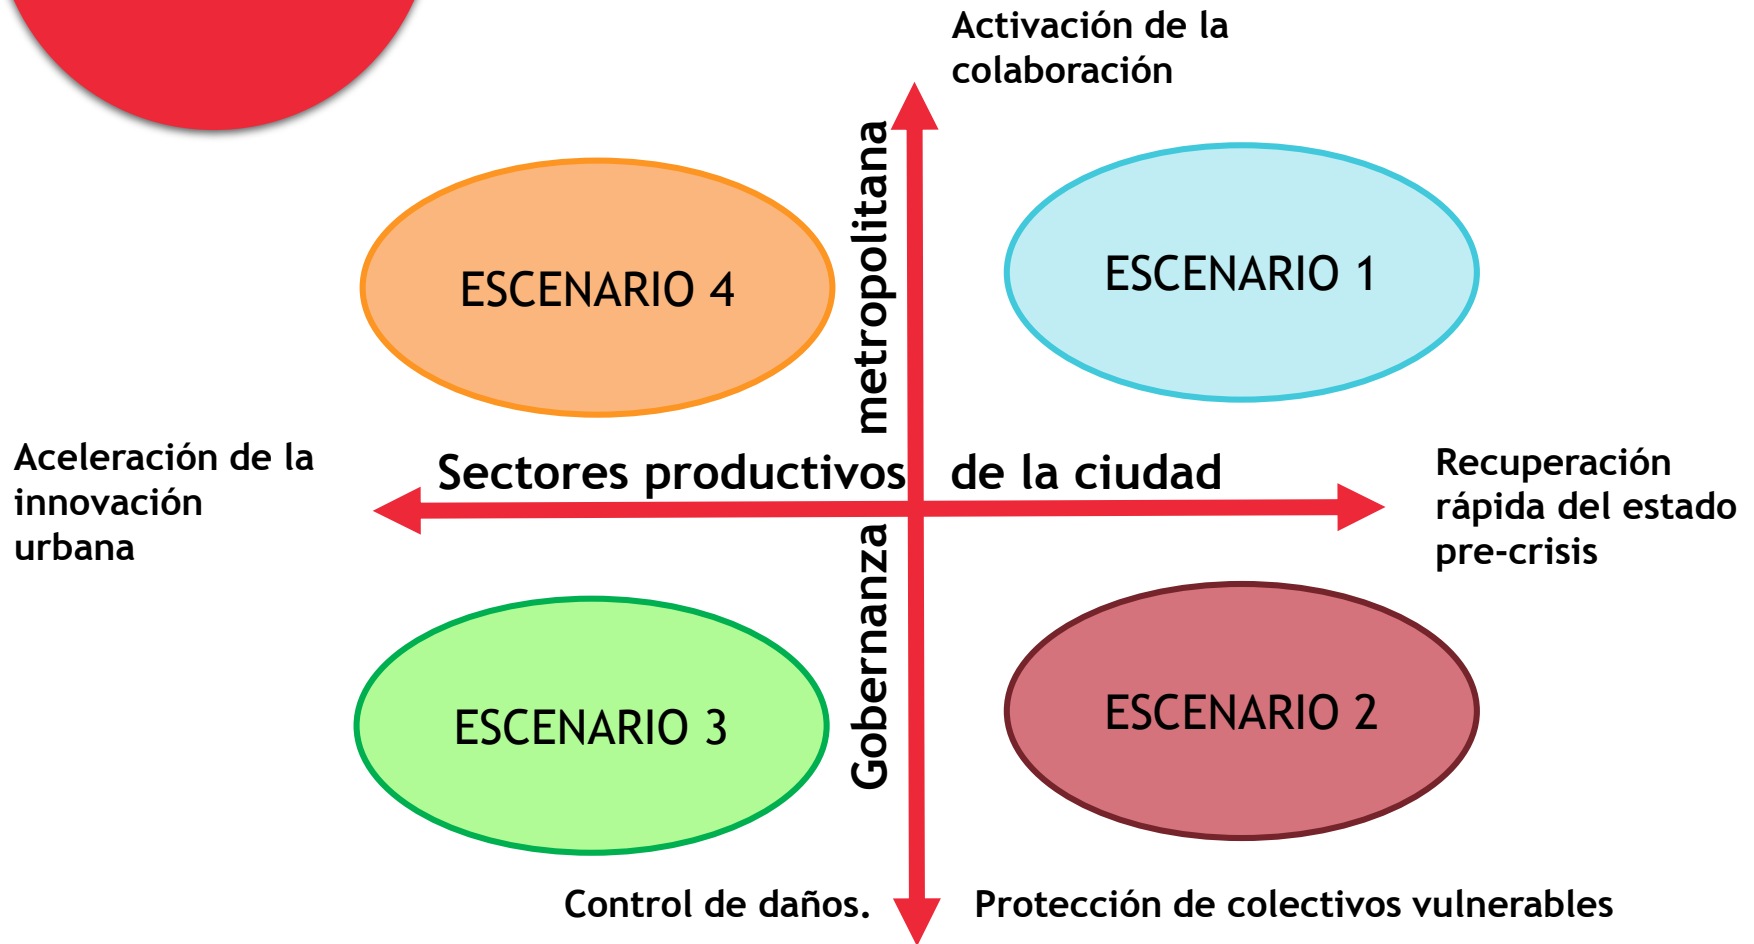 Activación de la
colaboración
ESCENARIO 4
ESCENARIO 1
Gobernanza metropolitana
Sectores productivos de la ciudad
Aceleración de la
innovación
urbana
Recuperación
rápida del estado
pre-crisis
ESCENARIO 3
ESCENARIO 2
Control de daños. Protección de colectivos vulnerables